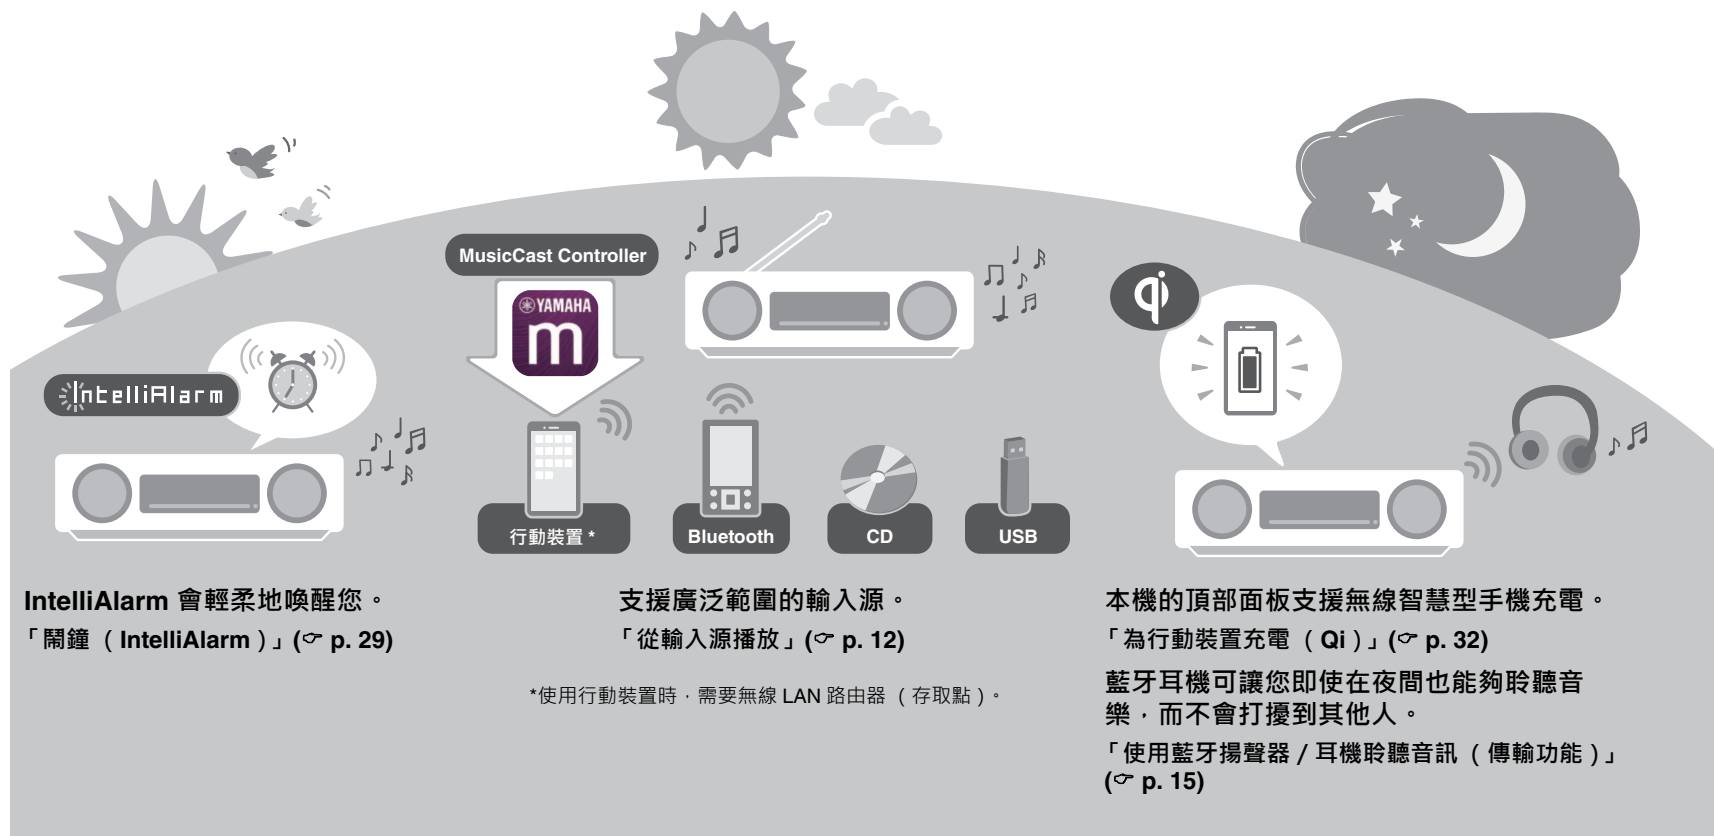 MusicCast Controller
YAMAHA
m
IntelliAlarm
qi
行動裝置 *
Bluetooth
CD
USB
IntelliAlarm 會輕柔地喚醒您。
「鬧鐘 （IntelliAlarm）」(☞ p. 29)
支援廣泛範圍的輸入源。
「從輸入源播放」(☞ p. 12)
*使用行動裝置時，需要無線 LAN 路由器 （存取點）。
本機的頂部面板支援無線智慧型手機充電。
「為行動裝置充電 （Qi）」(☞ p. 32)
藍牙耳機可讓您即使在夜間也能夠聆聽音
樂，而不會打擾到其他人。
「使用藍牙揚聲器 / 耳機聆聽音訊 （傳輸功能）」
(☞ p. 15)